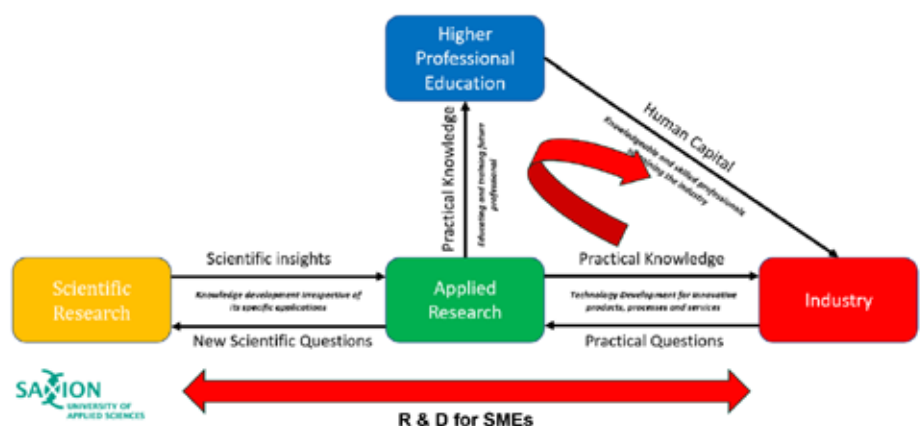 Higher
Professional
Education
Practical Knowledge
Educating and training future
professional
Human Capital
Knowledgeable and skilled professionals
the industry
Scientific insights
Knowledge development irrespective of
its specific applications
New Scientific Questions
Scientific
Research
Applied
Research
Practical Knowledge
Technology Development for innovative
products, processes and services
Practical Questions
Industry
SAXION
UNIVERSITY OF
APPLIED SCIENCES
R & D for SMEs